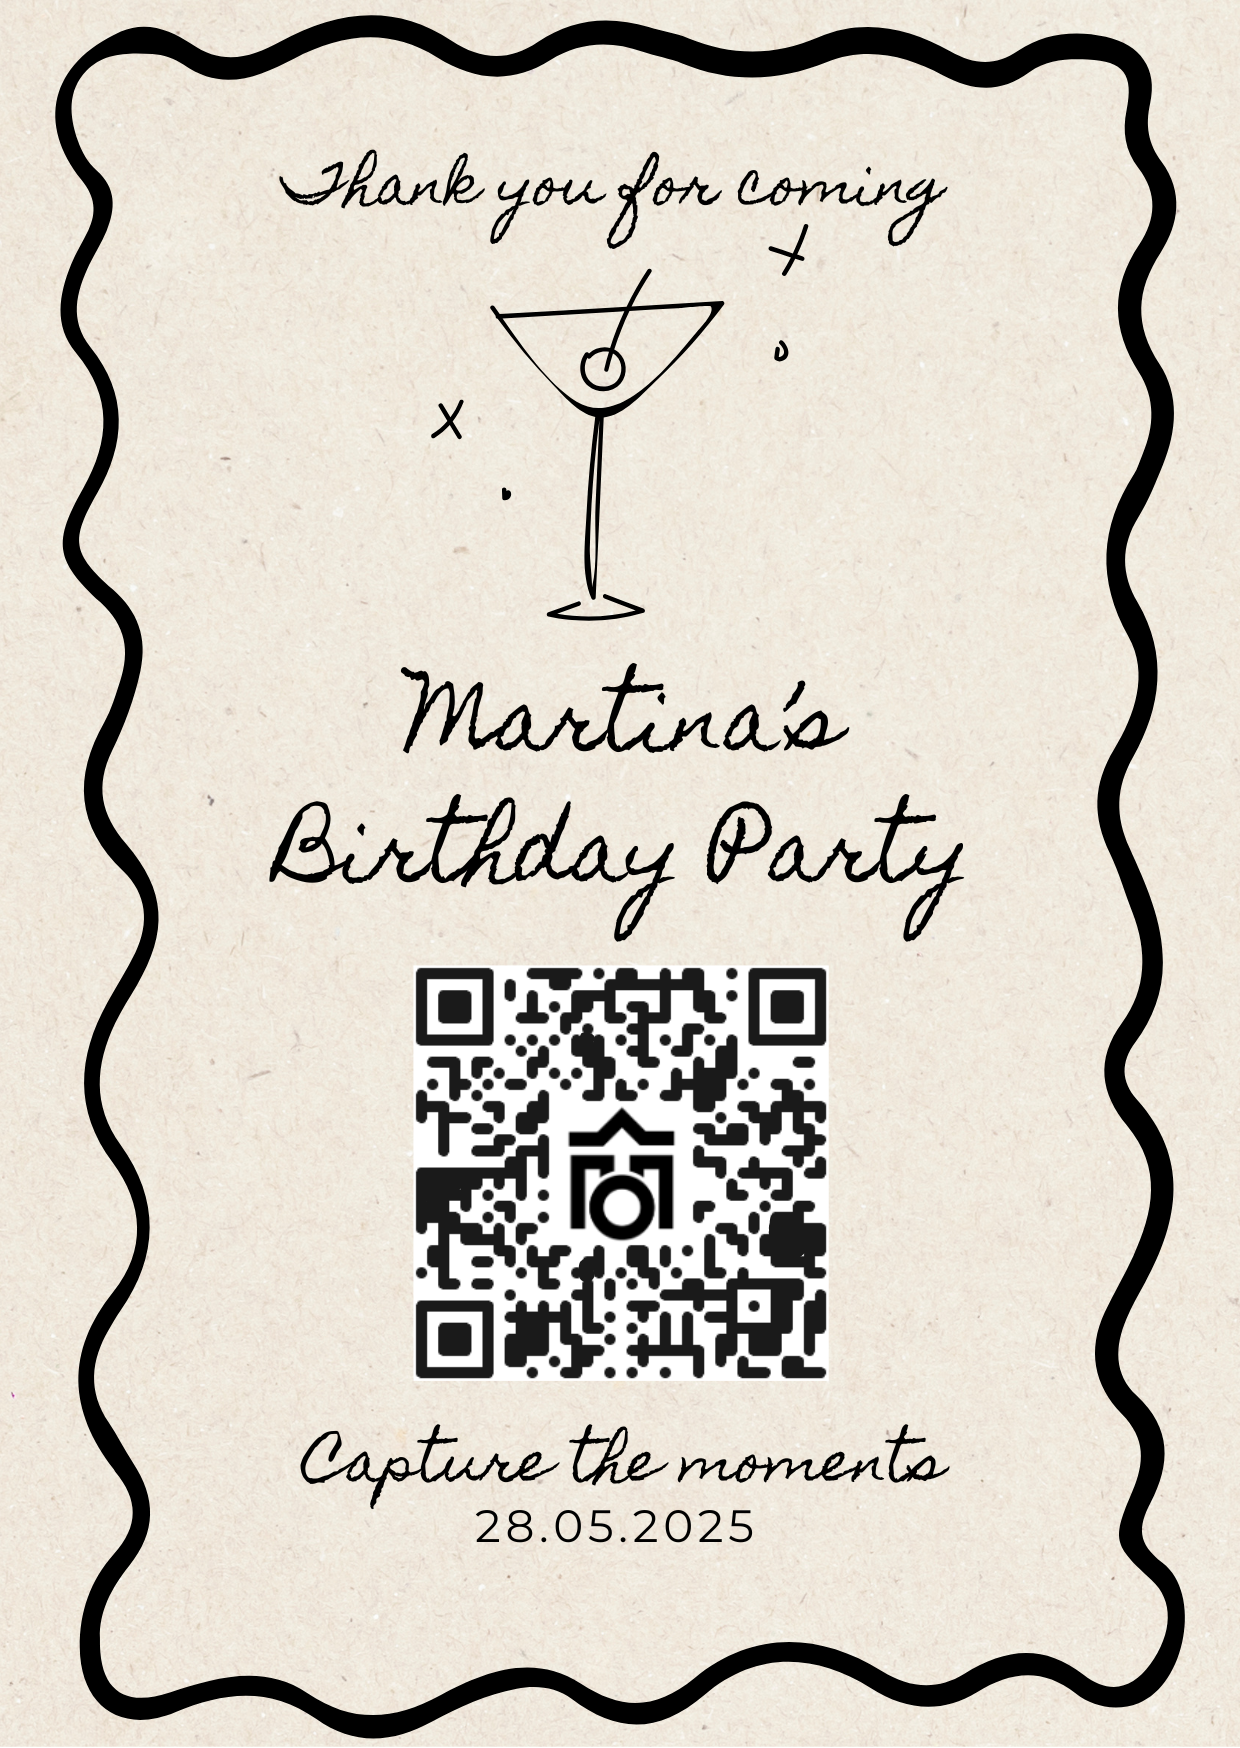 Thank you for coming
Martina's
Birthday Party
Capture the moments
28.05.2025